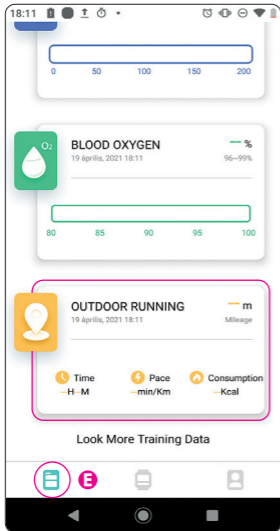 18:11
0 50 100 150 200
O₂
BLOOD OXYGEN —%
19 április, 2021 18:11 96—99%
80 85 90 95 100
OUTDOOR RUNNING — m
19 április, 2021 18:11 Mileage
Time Pace Consumption
--H--M --min/Km --Kcal
Look More Training Data
E